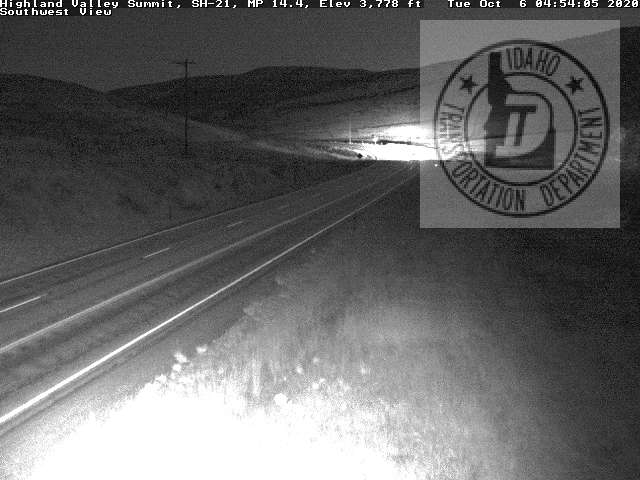 Highland Valley Summit, SH-21, MP 14.4, Elev 3,778 ft Tue Oct 6 04:54:05 2020
Southwest View
IDAHO
TRANSPORTATION DEPARTMENT